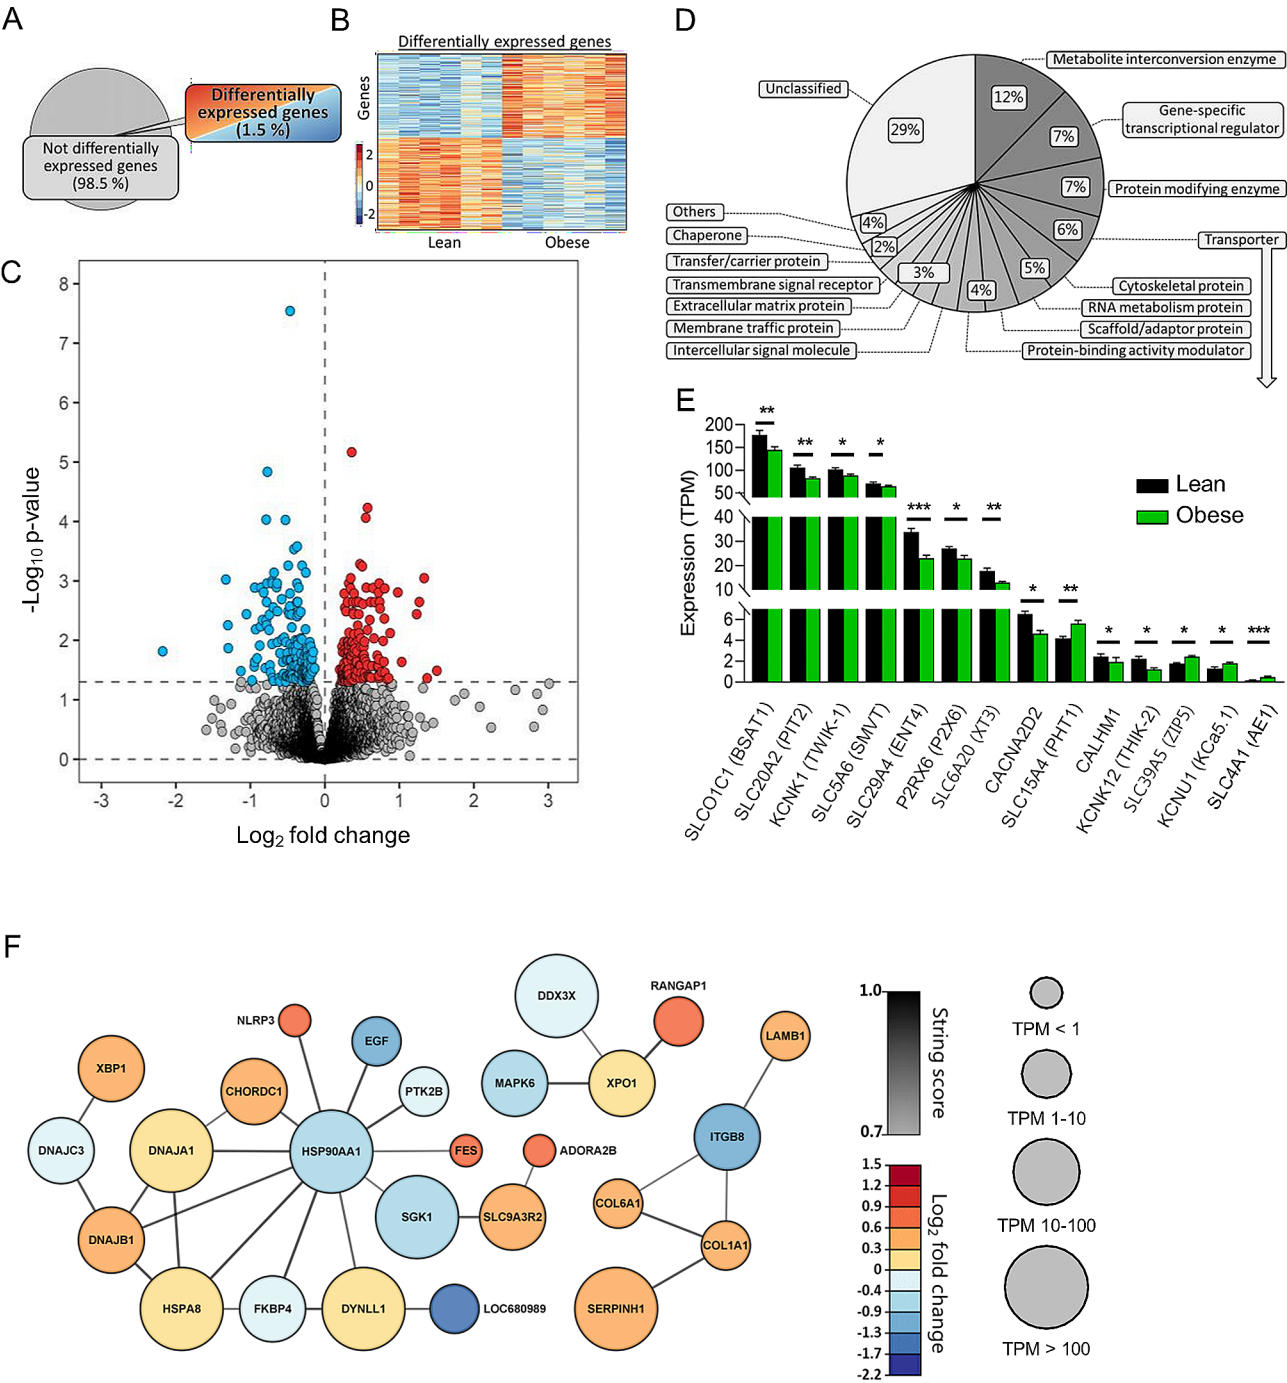 A
Differentially
expressed genes
(1.5 %)
Not differentially
expressed genes
(98.5 %)
B
Differentially expressed genes
Genes
2
0
-2
Lean
Obese
C
8
7
6
5
4
3
2
1
0
-Log10 p-value
-3
-2
-1
0
1
2
3
Log2 fold change
D
Metabolite interconversion enzyme
Gene-specific
transcriptional regulator
Protein modifying enzyme
Transporter
Cytoskeletal protein
RNA metabolism protein
Scaffold/adaptor protein
Protein-binding activity modulator
Unclassified
Others
Chaperone
Transfer/carrier protein
Transmembrane signal receptor
Extracellular matrix protein
Membrane traffic protein
Intercellular signal molecule
12%
7%
7%
6%
5%
4%
3%
2%
4%
29%
E
Expression (TPM)
200
150
100
50
40
30
20
10
6
4
2
0
**
**
*
*
***
*
**
*
**
*
*
*
*
***
Lean
Obese
SLCO1C1 (BSAT1)
SLC20A2 (PIT2)
KCNK1 (TWIK-1)
SLC5A6 (SMVT)
SLC29A4 (ENT4)
P2RX6 (P2X6)
SLC6A20 (XT3)
CACNA2D2
SLC15A4 (PHT1)
CALHM1
KCNK12 (THIK-2)
SLC39A5 (ZIP5)
KCNU1 (KCa5.1)
SLC4A1 (AE1)
F
NLRP3
EGF
XBP1
CHORDC1
PTK2B
DNAJC3
DNAJA1
HSP90AA1
FES
ADORA2B
SGK1
SLC9A3R2
DNAJB1
HSPA8
FKBP4
DYNLL1
LOC680989
DDX3X
RANGAP1
MAPK6
XPO1
LAMB1
ITGB8
COL6A1
COL1A1
SERPINH1
1.0
0.7
String score
1.5
1.2
0.9
0.6
0.3
0
-0.4
-0.9
-1.3
-1.7
-2.2
Log2 fold change
TPM < 1
TPM 1-10
TPM 10-100
TPM > 100